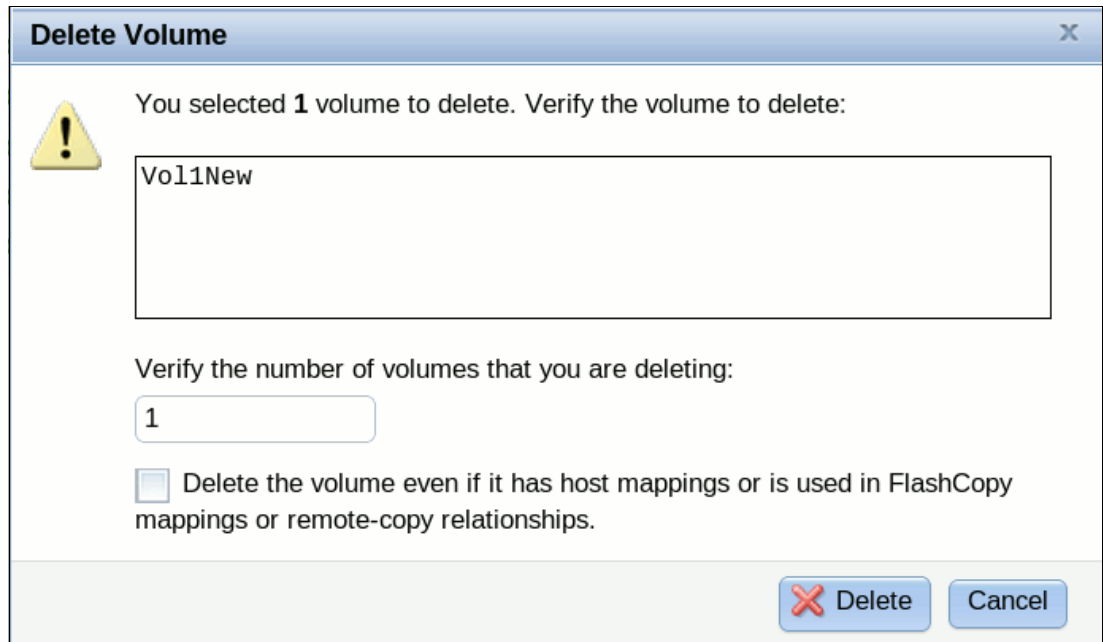 Delete Volume
x
You selected 1 volume to delete. Verify the volume to delete:
Vol1New
Verify the number of volumes that you are deleting:
1
Delete the volume even if it has host mappings or is used in FlashCopy
mappings or remote-copy relationships.
Delete
Cancel